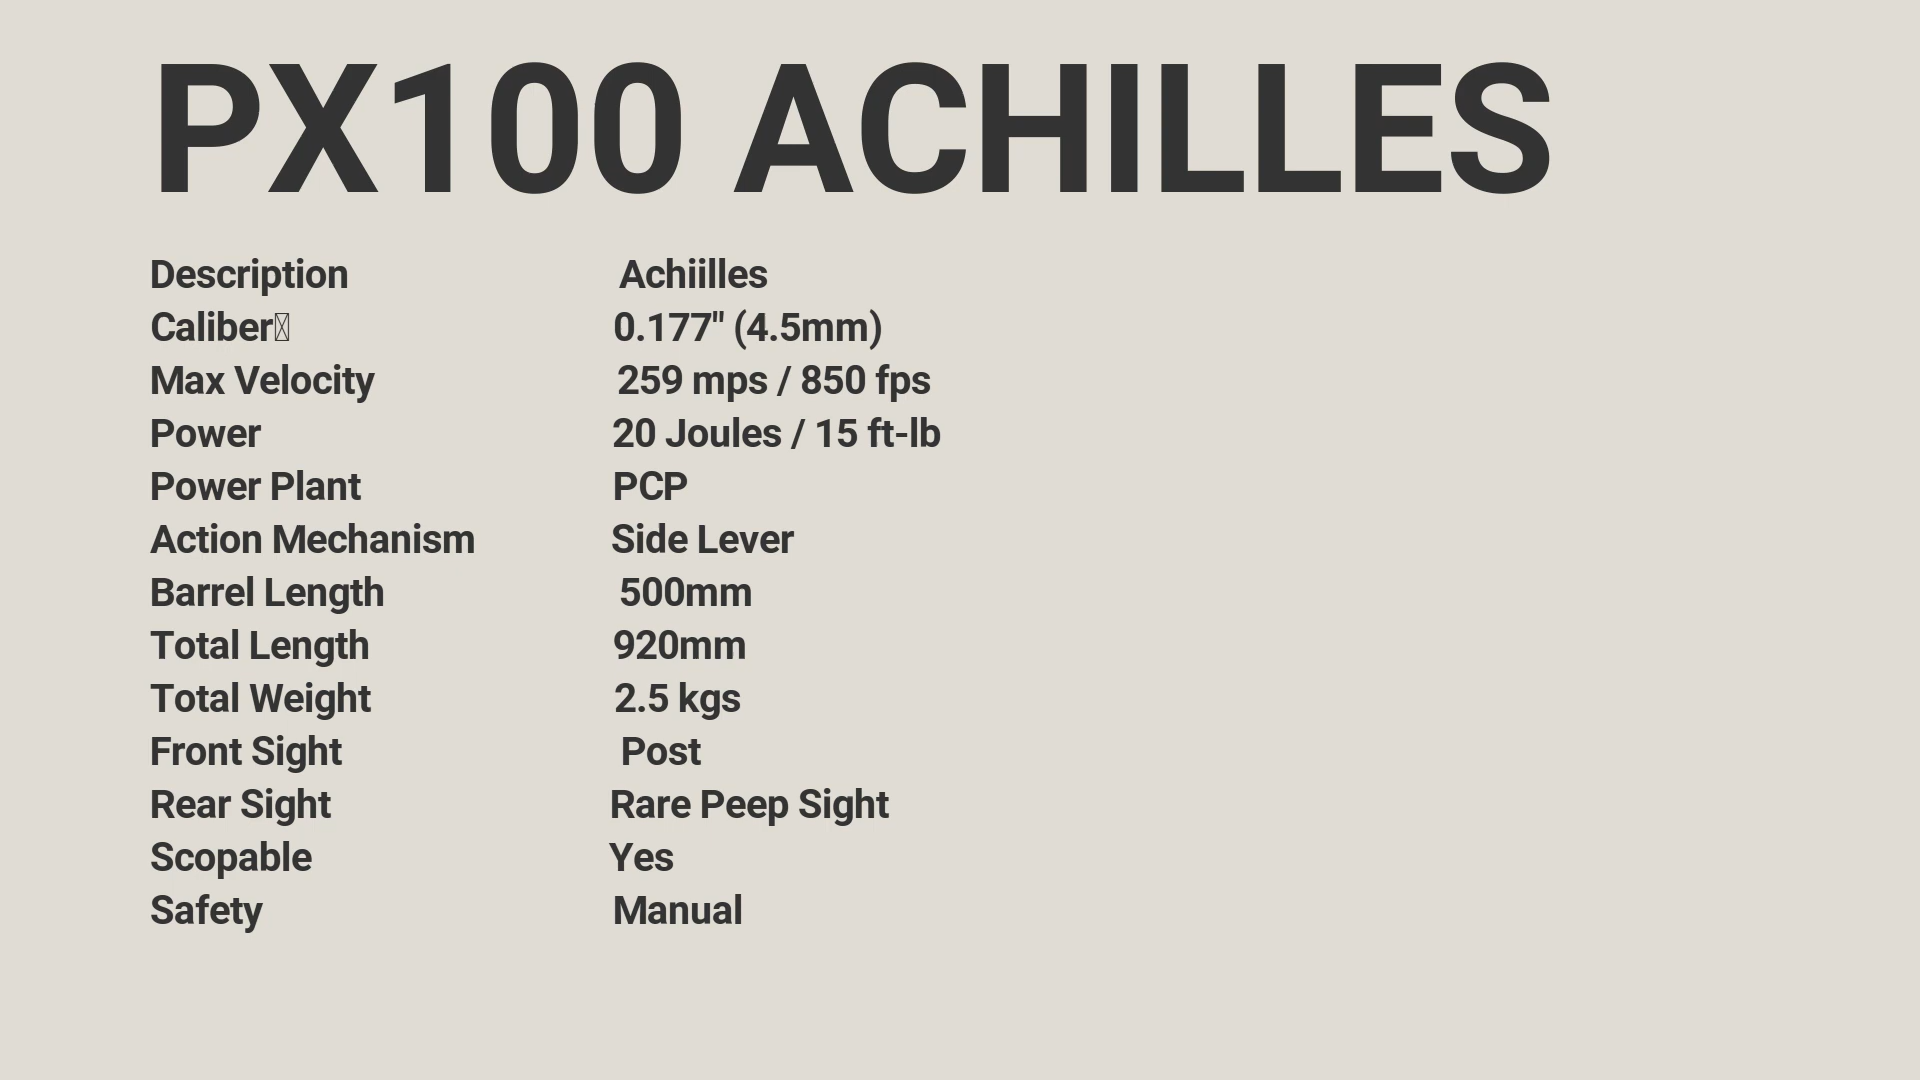 PX100 ACHILLES
Description Achiilles
Caliber 0.177" (4.5mm)
Max Velocity 259 mps / 850 fps
Power 20 Joules / 15 ft-lb
Power Plant PCP
Action Mechanism Side Lever
Barrel Length 500mm
Total Length 920mm
Total Weight 2.5 kgs
Front Sight Post
Rear Sight Rare Peep Sight
Scopable Yes
Safety Manual